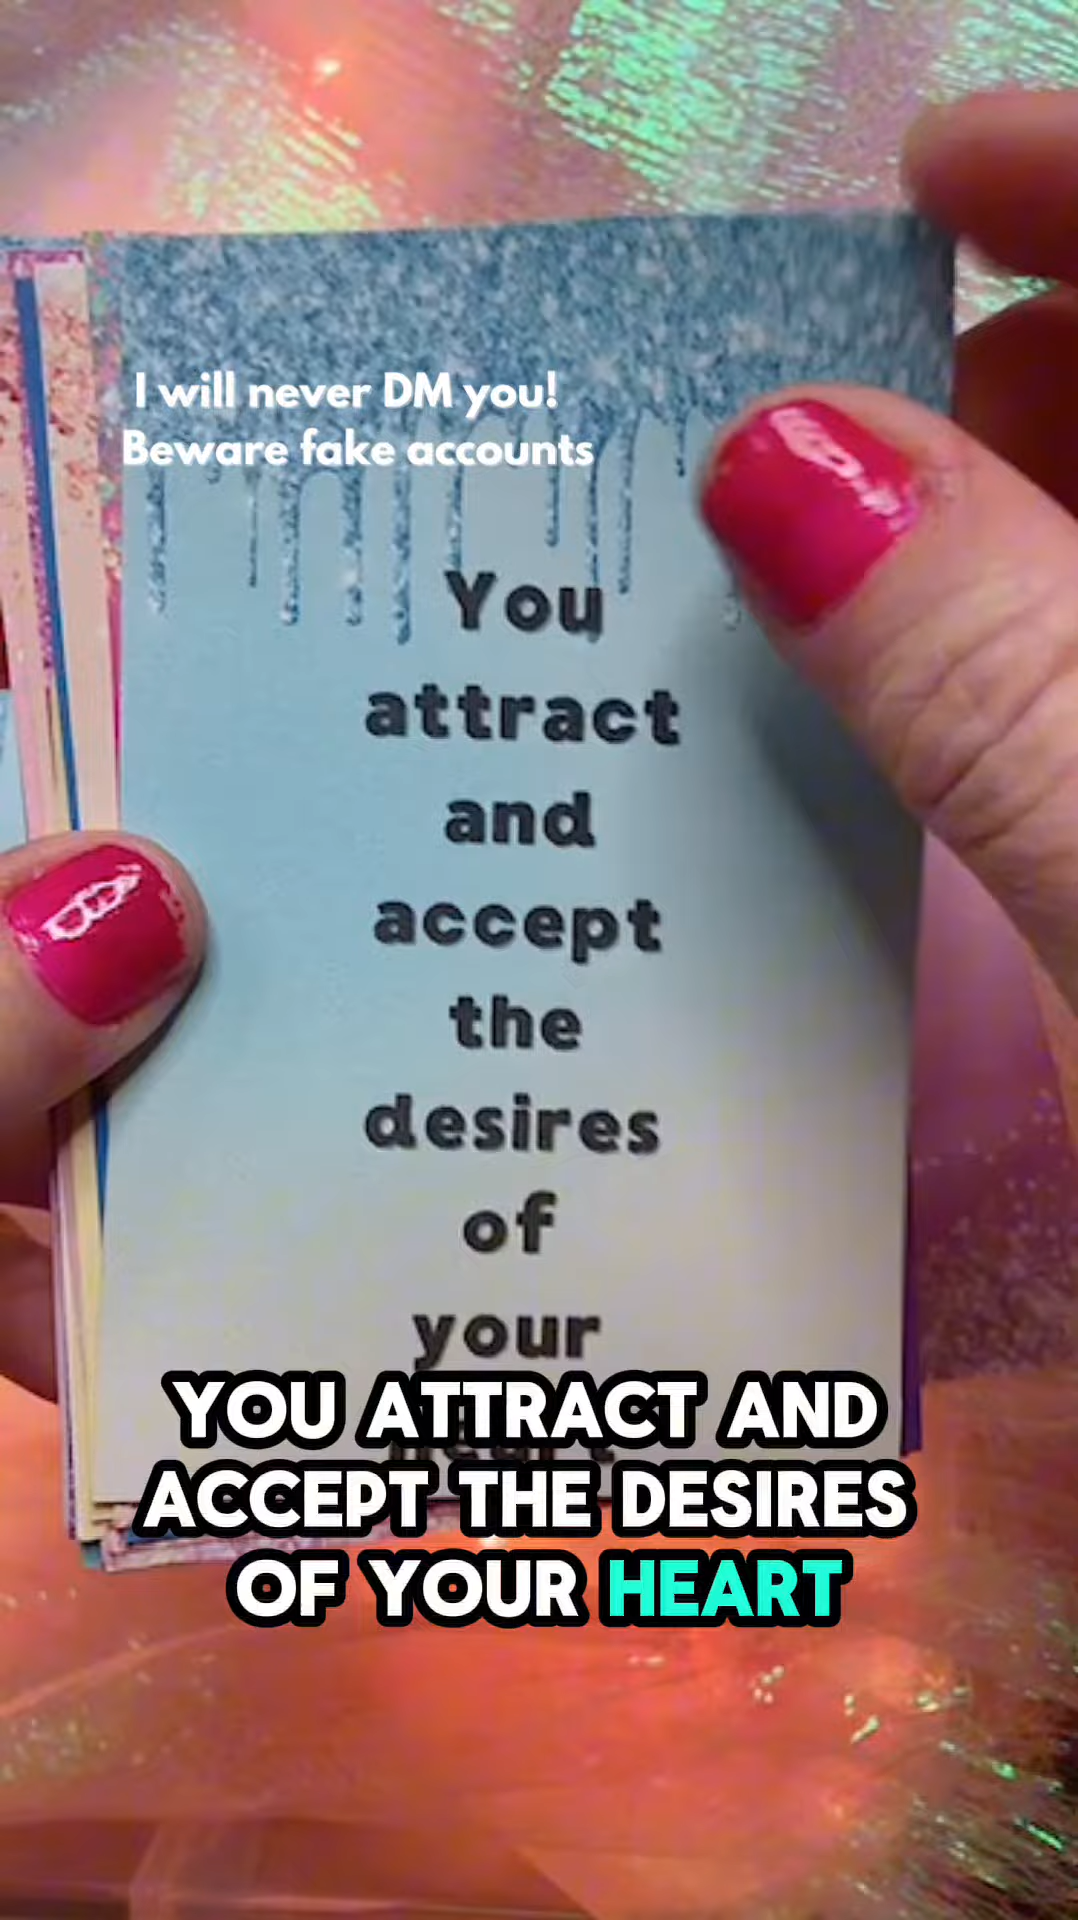 I will never DM you!
Beware fake accounts
You
attract
and
accept
the
desires
of
your
YOU ATTRACT AND
ACCEPT THE DESIRES
OF YOUR HEART